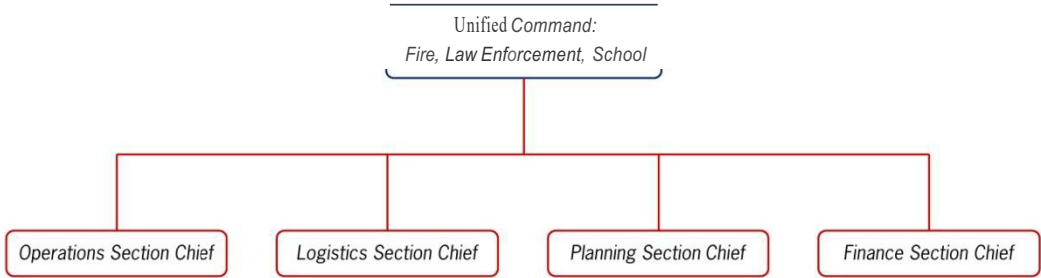 Unified Command:
Fire, Law Enforcement, School
Operations Section Chief
Logistics Section Chief
Planning Section Chief
Finance Section Chief